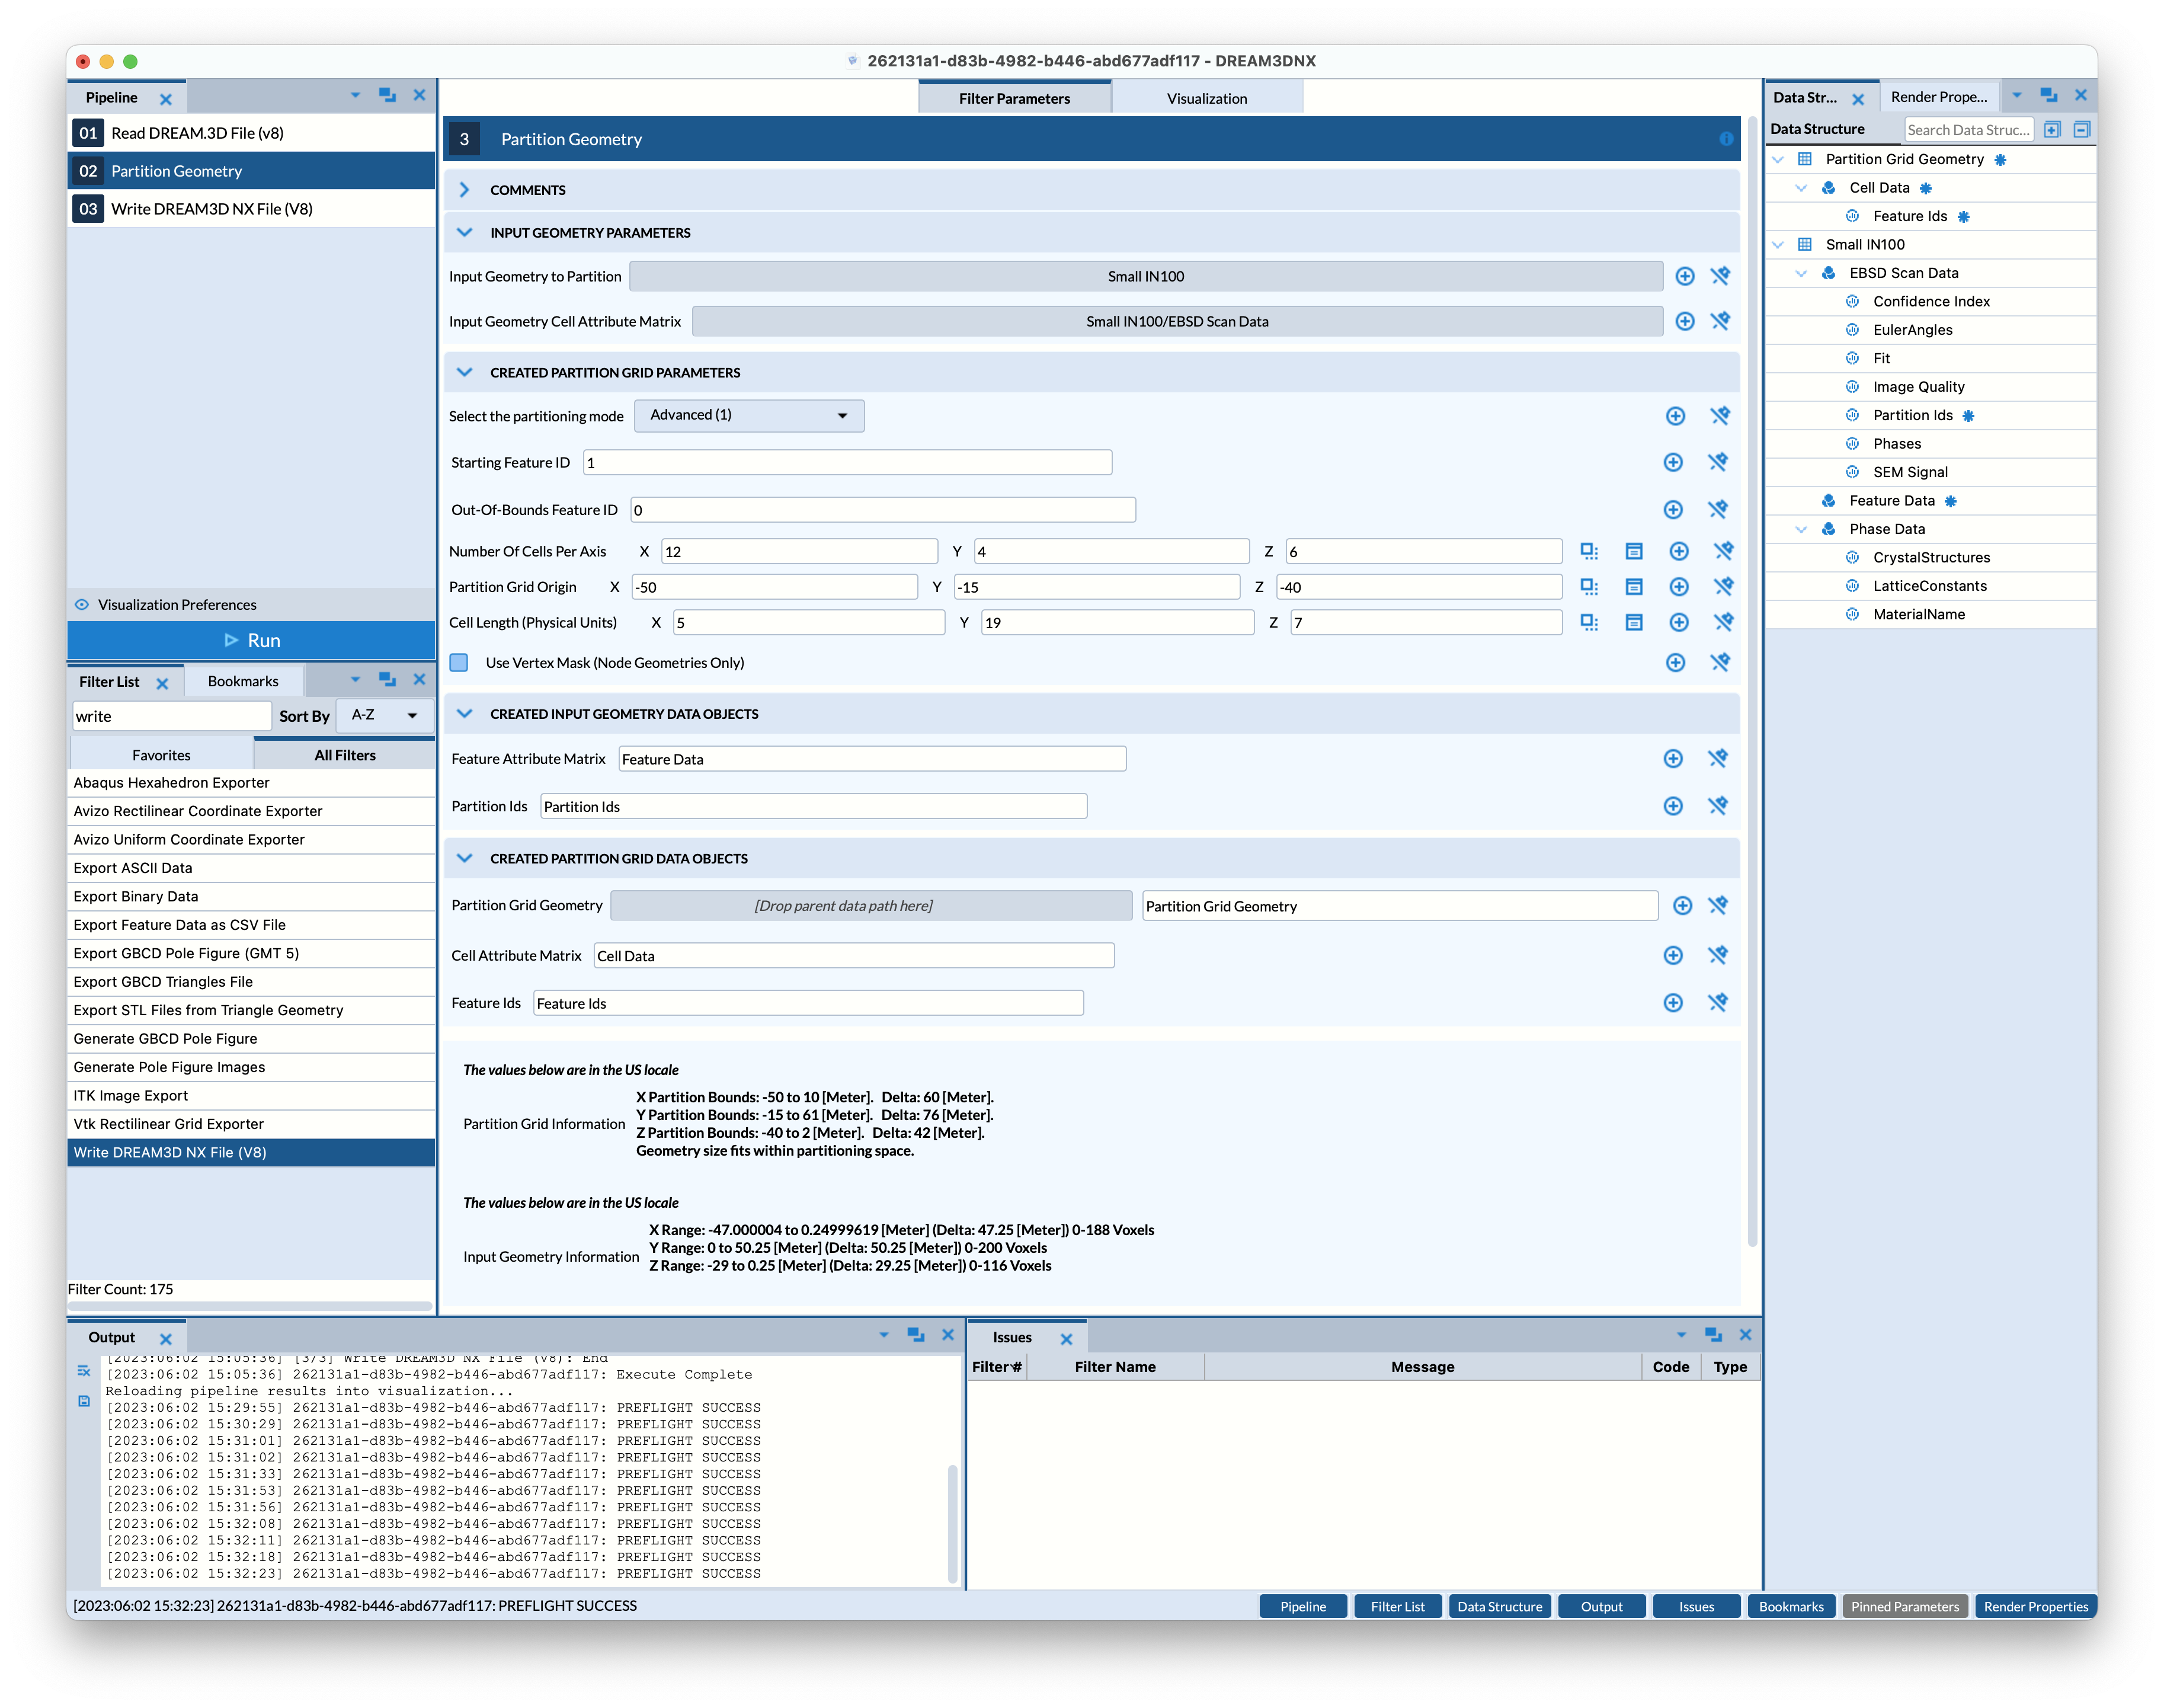 262131a1-d83b-4982-b446-abd677adf117 - DREAM3DNX
Pipeline
01 Read DREAM.3D File (v8)
02 Partition Geometry
03 Write DREAM3D NX File (V8)
Visualization Preferences
Run
Filter List
Bookmarks
write
Sort By
A-Z
Favorites
All Filters
Abaqus Hexahedron Exporter
Avizo Rectilinear Coordinate Exporter
Avizo Uniform Coordinate Exporter
Export ASCII Data
Export Binary Data
Export Feature Data as CSV File
Export GBCD Pole Figure (GMT 5)
Export GBCD Triangles File
Export STL Files from Triangle Geometry
Generate GBCD Pole Figure
Generate Pole Figure Images
ITK Image Export
Vtk Rectilinear Grid Exporter
Write DREAM3D NX File (V8)
Filter Count: 175
Filter Parameters
Visualization
3 Partition Geometry
COMMENTS
INPUT GEOMETRY PARAMETERS
Input Geometry to Partition Small IN100
Input Geometry Cell Attribute Matrix Small IN100/EBSD Scan Data
CREATED PARTITION GRID PARAMETERS
Select the partitioning mode Advanced (1)
Starting Feature ID 1
Out-Of-Bounds Feature ID 0
Number Of Cells Per Axis X 12 Y 4 Z 6
Partition Grid Origin X -50 Y -15 Z -40
Cell Length (Physical Units) X 5 Y 19 Z 7
Use Vertex Mask (Node Geometries Only)
CREATED INPUT GEOMETRY DATA OBJECTS
Feature Attribute Matrix Feature Data
Partition Ids Partition Ids
CREATED PARTITION GRID DATA OBJECTS
Partition Grid Geometry [Drop parent data path here] Partition Grid Geometry
Cell Attribute Matrix Cell Data
Feature Ids Feature Ids
The values below are in the US locale
Partition Grid Information
X Partition Bounds: -50 to 10 [Meter]. Delta: 60 [Meter].
Y Partition Bounds: -15 to 61 [Meter]. Delta: 76 [Meter].
Z Partition Bounds: -40 to 2 [Meter]. Delta: 42 [Meter].
Geometry size fits within partitioning space.
The values below are in the US locale
Input Geometry Information
X Range: -47.000004 to 0.24999619 [Meter] (Delta: 47.25 [Meter]) 0-188 Voxels
Y Range: 0 to 50.25 [Meter] (Delta: 50.25 [Meter]) 0-200 Voxels
Z Range: -29 to 0.25 [Meter] (Delta: 29.25 [Meter]) 0-116 Voxels
Data Str...
Render Prope...
Data Structure
Search Data Struc...
Partition Grid Geometry
Cell Data
Feature Ids
Small IN100
EBSD Scan Data
Confidence Index
EulerAngles
Fit
Image Quality
Partition Ids
Phases
SEM Signal
Feature Data
Phase Data
CrystalStructures
LatticeConstants
MaterialName
Output
[2023:06:02 15:05:36] [3/3] Write DREAM3D NX File (V8): End
[2023:06:02 15:05:36] 262131a1-d83b-4982-b446-abd677adf117: Execute Complete
Reloading pipeline results into visualization...
[2023:06:02 15:29:55] 262131a1-d83b-4982-b446-abd677adf117: PREFLIGHT SUCCESS
[2023:06:02 15:30:29] 262131a1-d83b-4982-b446-abd677adf117: PREFLIGHT SUCCESS
[2023:06:02 15:31:01] 262131a1-d83b-4982-b446-abd677adf117: PREFLIGHT SUCCESS
[2023:06:02 15:31:02] 262131a1-d83b-4982-b446-abd677adf117: PREFLIGHT SUCCESS
[2023:06:02 15:31:33] 262131a1-d83b-4982-b446-abd677adf117: PREFLIGHT SUCCESS
[2023:06:02 15:31:53] 262131a1-d83b-4982-b446-abd677adf117: PREFLIGHT SUCCESS
[2023:06:02 15:31:56] 262131a1-d83b-4982-b446-abd677adf117: PREFLIGHT SUCCESS
[2023:06:02 15:32:08] 262131a1-d83b-4982-b446-abd677adf117: PREFLIGHT SUCCESS
[2023:06:02 15:32:11] 262131a1-d83b-4982-b446-abd677adf117: PREFLIGHT SUCCESS
[2023:06:02 15:32:18] 262131a1-d83b-4982-b446-abd677adf117: PREFLIGHT SUCCESS
[2023:06:02 15:32:23] 262131a1-d83b-4982-b446-abd677adf117: PREFLIGHT SUCCESS
Issues
Filter# Filter Name Message Code Type
[2023:06:02 15:32:23] 262131a1-d83b-4982-b446-abd677adf117: PREFLIGHT SUCCESS
Pipeline Filter List Data Structure Output Issues Bookmarks Pinned Parameters Render Properties